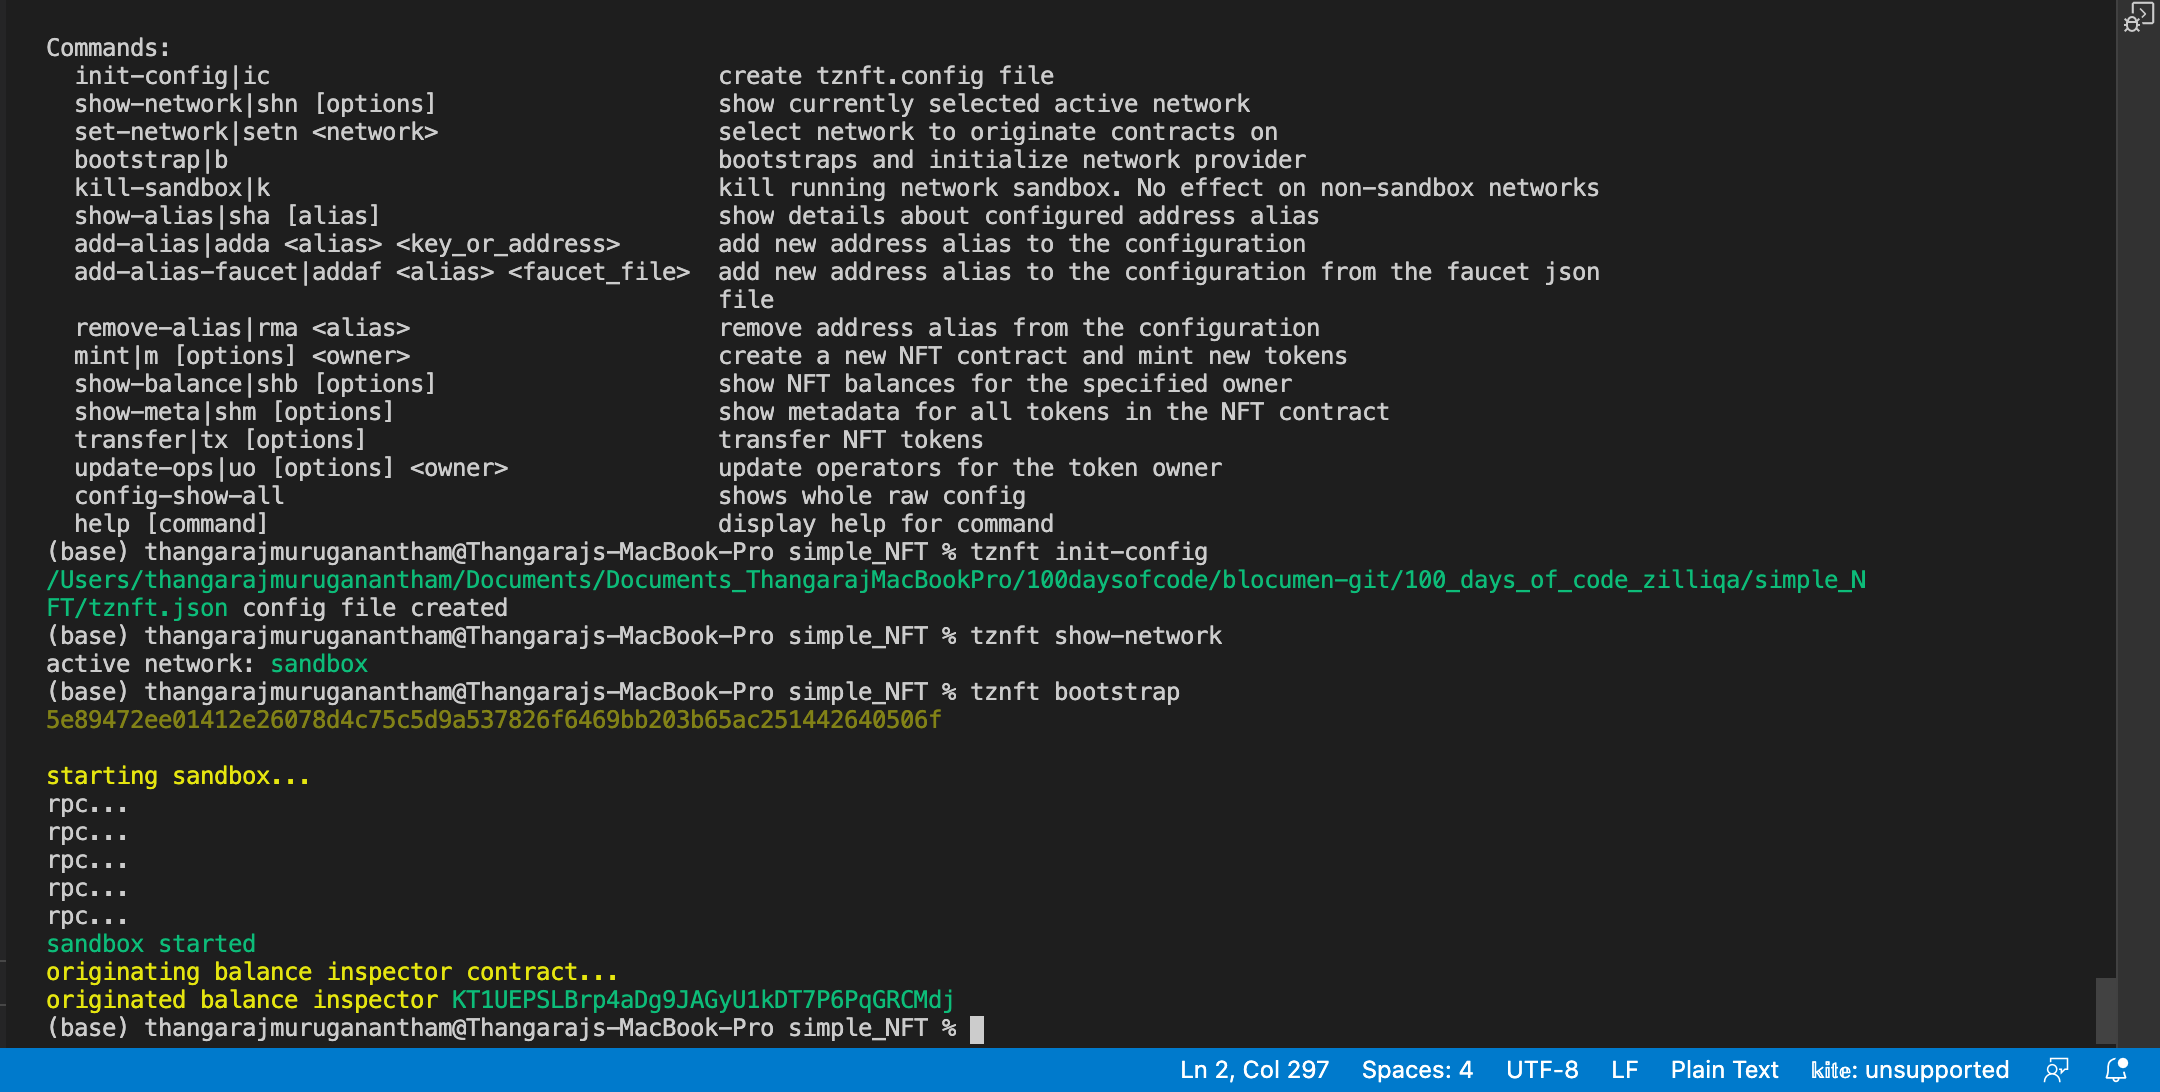 Commands:
  init-config|ic                                create tznft.config file
  show-network|shn [options]                    show currently selected active network
  set-network|setn <network>                    select network to originate contracts on
  bootstrap|b                                   bootstraps and initialize network provider
  kill-sandbox|k                                kill running network sandbox. No effect on non-sandbox networks
  show-alias|sha [alias]                        show details about configured address alias
  add-alias|adda <alias> <key_or_address>       add new address alias to the configuration
  add-alias-faucet|addaf <alias> <faucet_file>  add new address alias to the configuration from the faucet json
                                                file
  remove-alias|rma <alias>                      remove address alias from the configuration
  mint|m [options] <owner>                      create a new NFT contract and mint new tokens
  show-balance|shb [options]                    show NFT balances for the specified owner
  show-meta|shm [options]                       show metadata for all tokens in the NFT contract
  transfer|tx [options]                         transfer NFT tokens
  update-ops|uo [options] <owner>               update operators for the token owner
  config-show-all                               shows whole raw config
  help [command]                                display help for command
(base) thangarajmuruganantham@Thangarajs-MacBook-Pro simple_NFT % tznft init-config
/Users/thangarajmuruganantham/Documents/Documents_ThangarajMacBookPro/100daysofcode/blocumen-git/100_days_of_code_zilliqa/simple_N
FT/tznft.json config file created
(base) thangarajmuruganantham@Thangarajs-MacBook-Pro simple_NFT % tznft show-network
active network: sandbox
(base) thangarajmuruganantham@Thangarajs-MacBook-Pro simple_NFT % tznft bootstrap
5e89472ee01412e26078d4c75c5d9a537826f6469bb203b65ac251442640506f

starting sandbox...
rpc...
rpc...
rpc...
rpc...
rpc...
sandbox started
originating balance inspector contract...
originated balance inspector KT1UEPSLBrp4aDg9JAGyU1kDT7P6PqGRCMdj
(base) thangarajmuruganantham@Thangarajs-MacBook-Pro simple_NFT %
Ln 2, Col 297 Spaces: 4 UTF-8 LF Plain Text kite: unsupported